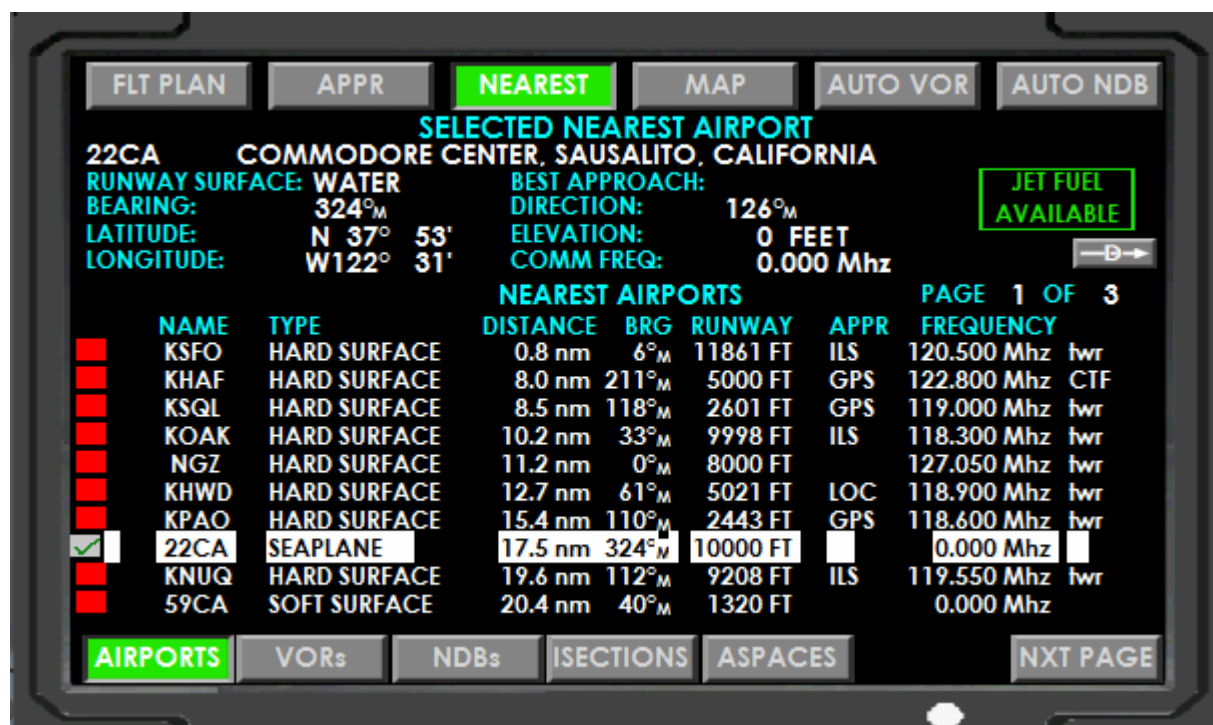 FLT PLAN APPR NEAREST MAP AUTO VOR AUTO NDB
SELECTED NEAREST AIRPORT
22CA COMMODORE CENTER, SAUSALITO, CALIFORNIA
RUNWAY SURFACE: WATER BEST APPROACH: JET FUEL
BEARING: 324°M DIRECTION: 126°M AVAILABLE
LATITUDE: N 37° 53' ELEVATION: 0 FEET
LONGITUDE: W122° 31' COMM FREQ: 0.000 Mhz D
NEAREST AIRPORTS PAGE 1 OF 3
NAME TYPE DISTANCE BRG RUNWAY APPR FREQUENCY
KSFO HARD SURFACE 0.8 nm 6°M 11861 FT ILS 120.500 Mhz twr
KHAF HARD SURFACE 8.0 nm 211°M 5000 FT GPS 122.800 Mhz CTF
KSQL HARD SURFACE 8.5 nm 118°M 2601 FT GPS 119.000 Mhz twr
KOAK HARD SURFACE 10.2 nm 33°M 9998 FT ILS 118.300 Mhz twr
NGZ HARD SURFACE 11.2 nm 0°M 8000 FT 127.050 Mhz twr
KHWD HARD SURFACE 12.7 nm 61°M 5021 FT LOC 118.900 Mhz twr
KPAO HARD SURFACE 15.4 nm 110°M 2443 FT GPS 118.600 Mhz twr
22CA SEAPLANE 17.5 nm 324°M 10000 FT 0.000 Mhz
KNUQ HARD SURFACE 19.6 nm 112°M 9208 FT ILS 119.550 Mhz twr
59CA SOFT SURFACE 20.4 nm 40°M 1320 FT 0.000 Mhz
AIRPORTS VORs NDBs ISECTIONS ASPACES NXT PAGE